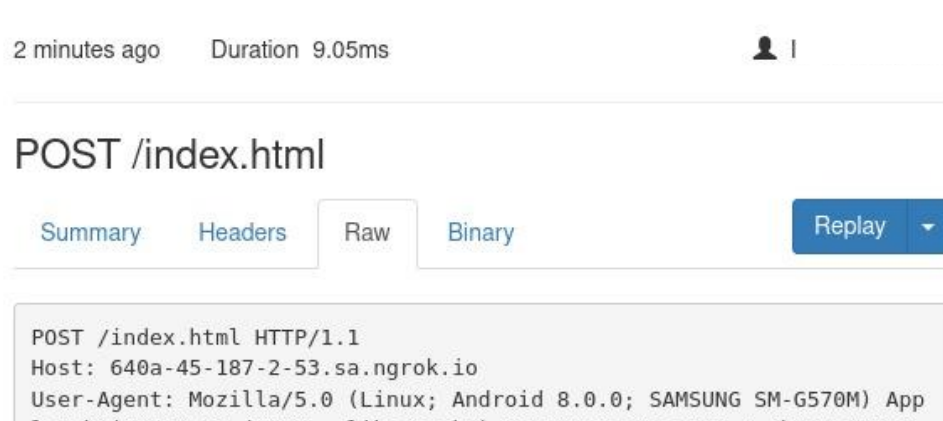 2 minutes ago Duration 9.05ms
POST /index.html
Summary Headers Raw Binary Replay
POST /index.html HTTP/1.1
Host: 640a-45-187-2-53.sa.ngrok.io
User-Agent: Mozilla/5.0 (Linux; Android 8.0.0; SAMSUNG SM-G570M) App